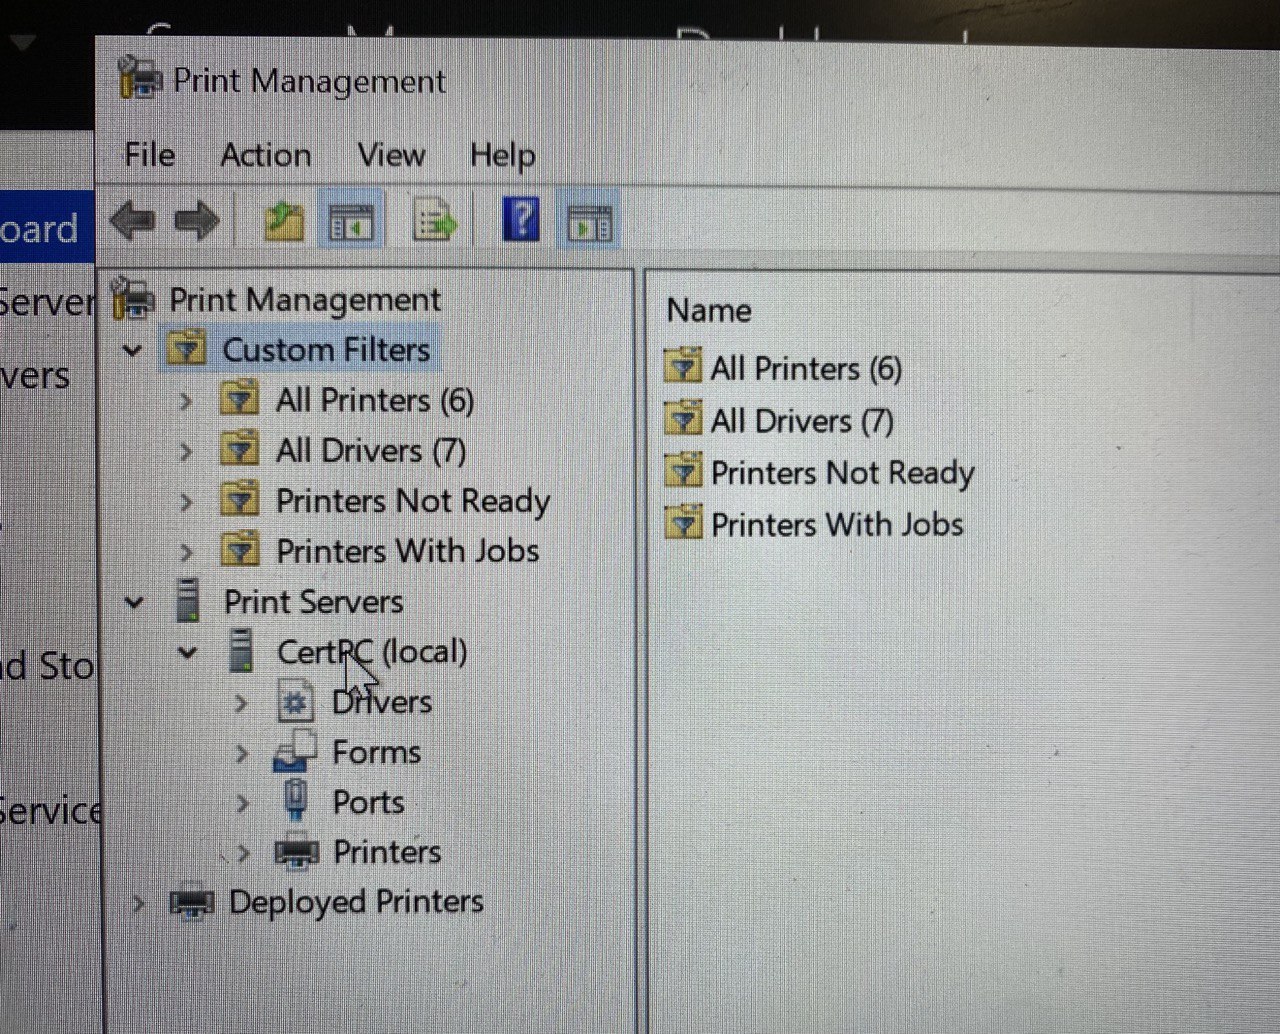 Print Management
File Action View Help
oard
Server
vers
d Sto
Service
Print Management
Custom Filters
All Printers (6)
All Drivers (7)
Printers Not Ready
Printers With Jobs
Print Servers
CertPC (local)
Drivers
Forms
Ports
Printers
Deployed Printers
Name
All Printers (6)
All Drivers (7)
Printers Not Ready
Printers With Jobs